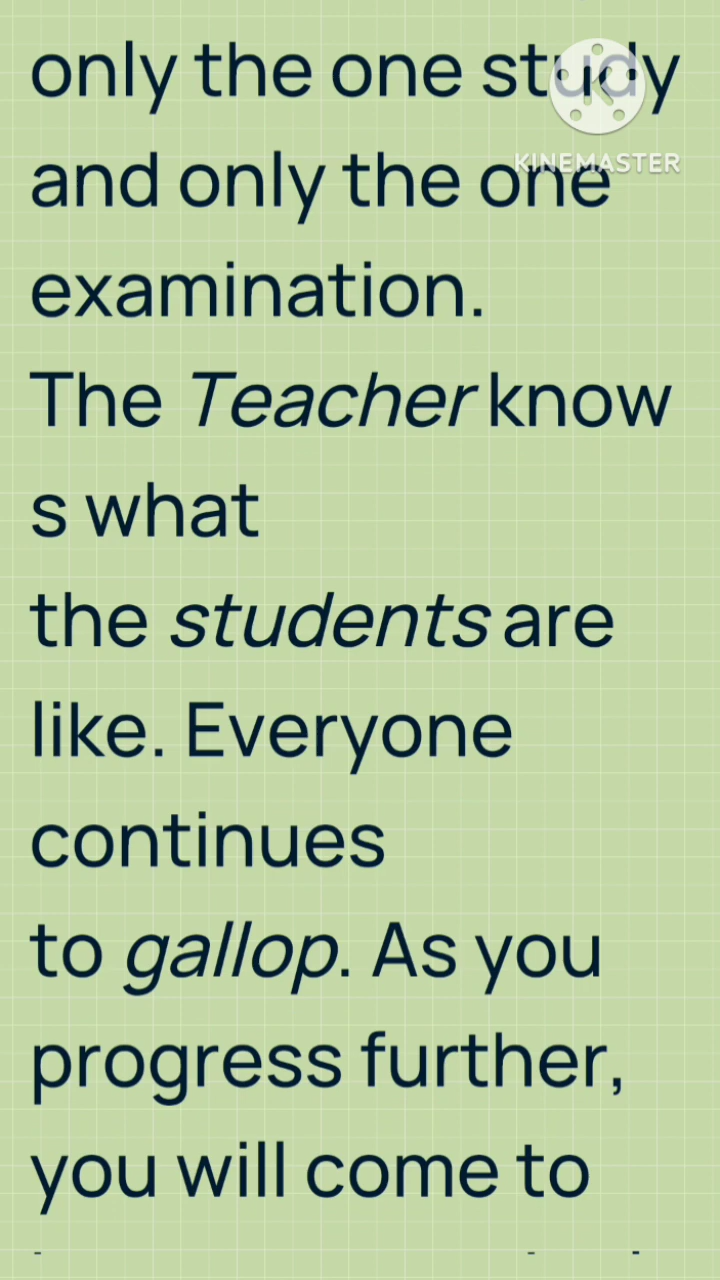 only the one study
KINEMASTER
and only the one
examination.
The Teacher know
s what
the students are
like. Everyone
continues
to gallop. As you
progress further,
you will come to